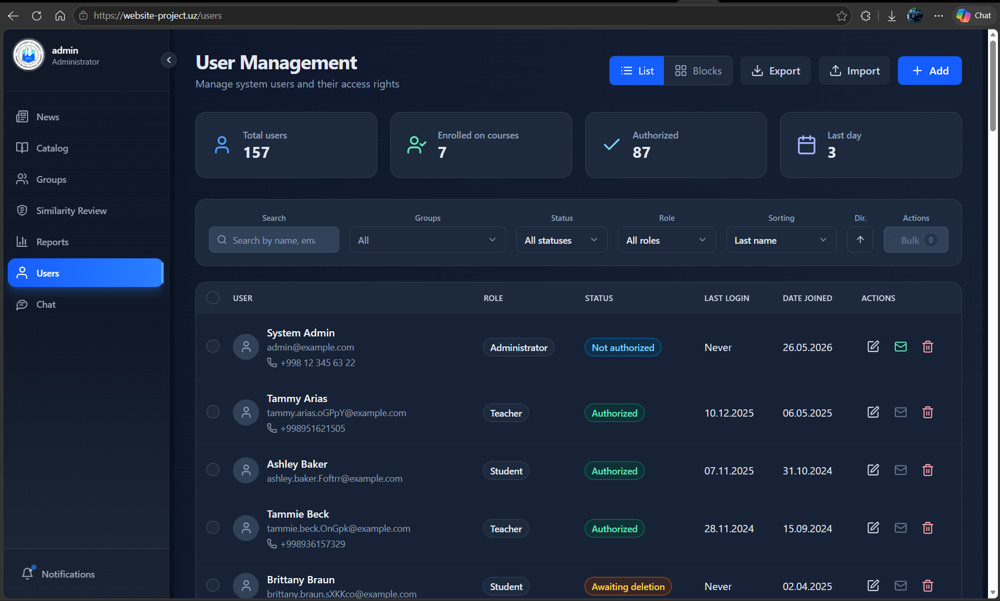 https://website-project.uz/users
Chat
admin
Administrator
News
Catalog
Groups
Similarity Review
Reports
Users
Chat
Notifications
User Management
Manage system users and their access rights
List
Blocks
Export
Import
Add
Total users
157
Enrolled on courses
7
Authorized
87
Last day
3
Search
Groups
Status
Role
Sorting
Dir.
Actions
Search by name, ema
All
All statuses
All roles
Last name
Bulk 0
USER ROLE STATUS LAST LOGIN DATE JOINED ACTIONS
System Admin
admin@example.com
+998 12 345 63 22
Administrator
Not authorized
Never
26.05.2026
Tammy Arias
tammy.arias.oGPpY@example.com
+998951621505
Teacher
Authorized
10.12.2025
06.05.2025
Ashley Baker
ashley.baker.Foftrr@example.com
Student
Authorized
07.11.2025
31.10.2024
Tammie Beck
tammie.beck.OnGpk@example.com
+998936157329
Teacher
Authorized
28.11.2024
15.09.2024
Brittany Braun
brittany.braun.sXKKco@example.com
Student
Awaiting deletion
Never
02.04.2025